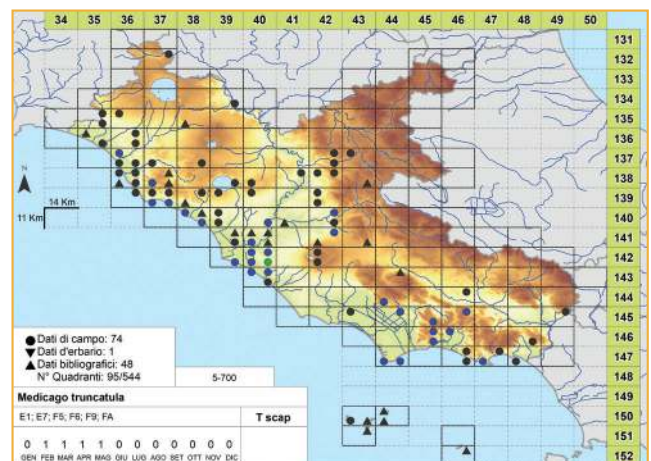 34 35 36 37 38 39 40 41 42 43 44 45 46 47 48 49 50
131
132
133
134
135
136
137
138
139
140
141
142
143
144
145
146
147
148
149
150
151
152
N
14 Km
11 Km
Dati di campo: 74
Dati d'erbario: 1
Dati bibliografici: 48
N° Quadranti: 95/544
5-700
Medicago truncatula
E1; E7; F5; F6; F9; FA
T scap
0 1 1 1 1 1 0 0 0 0 0 0 0
GEN FEB MAR APR MAG GIU LUG AGO SET OTT NOV DIC